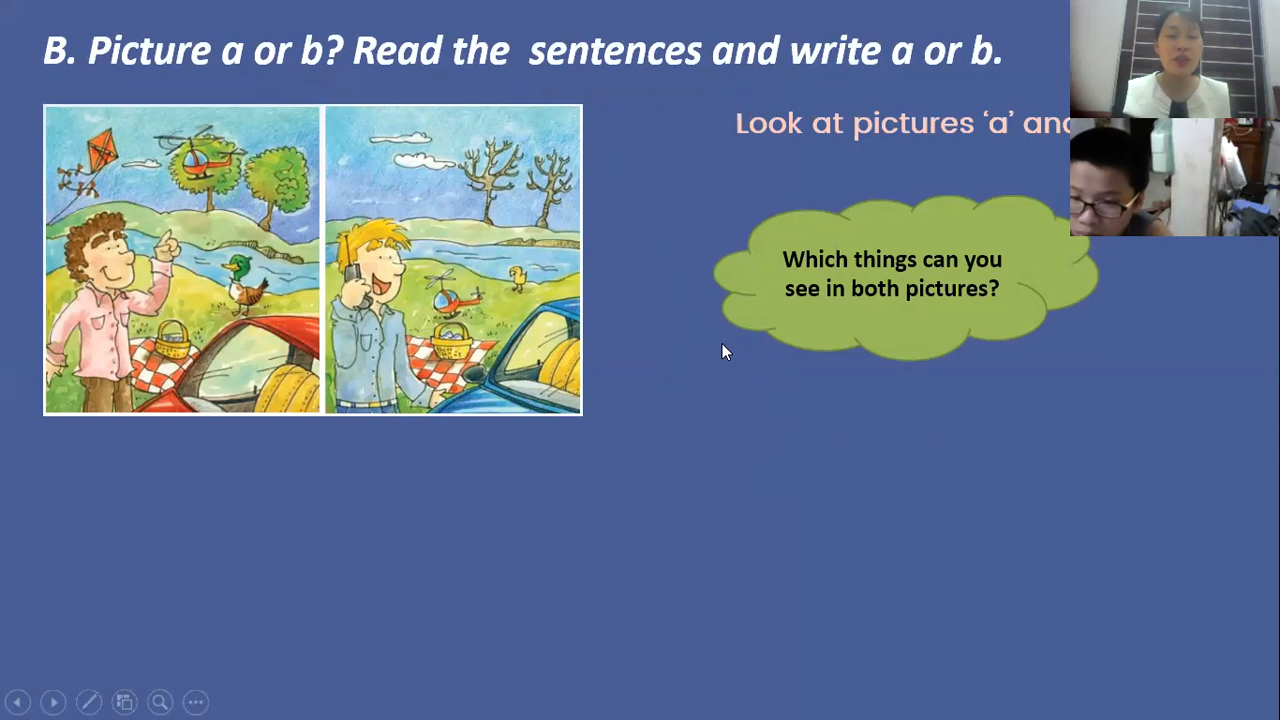 B. Picture a or b? Read the sentences and write a or b.
Look at pictures ‘a’ and
Which things can you
see in both pictures?